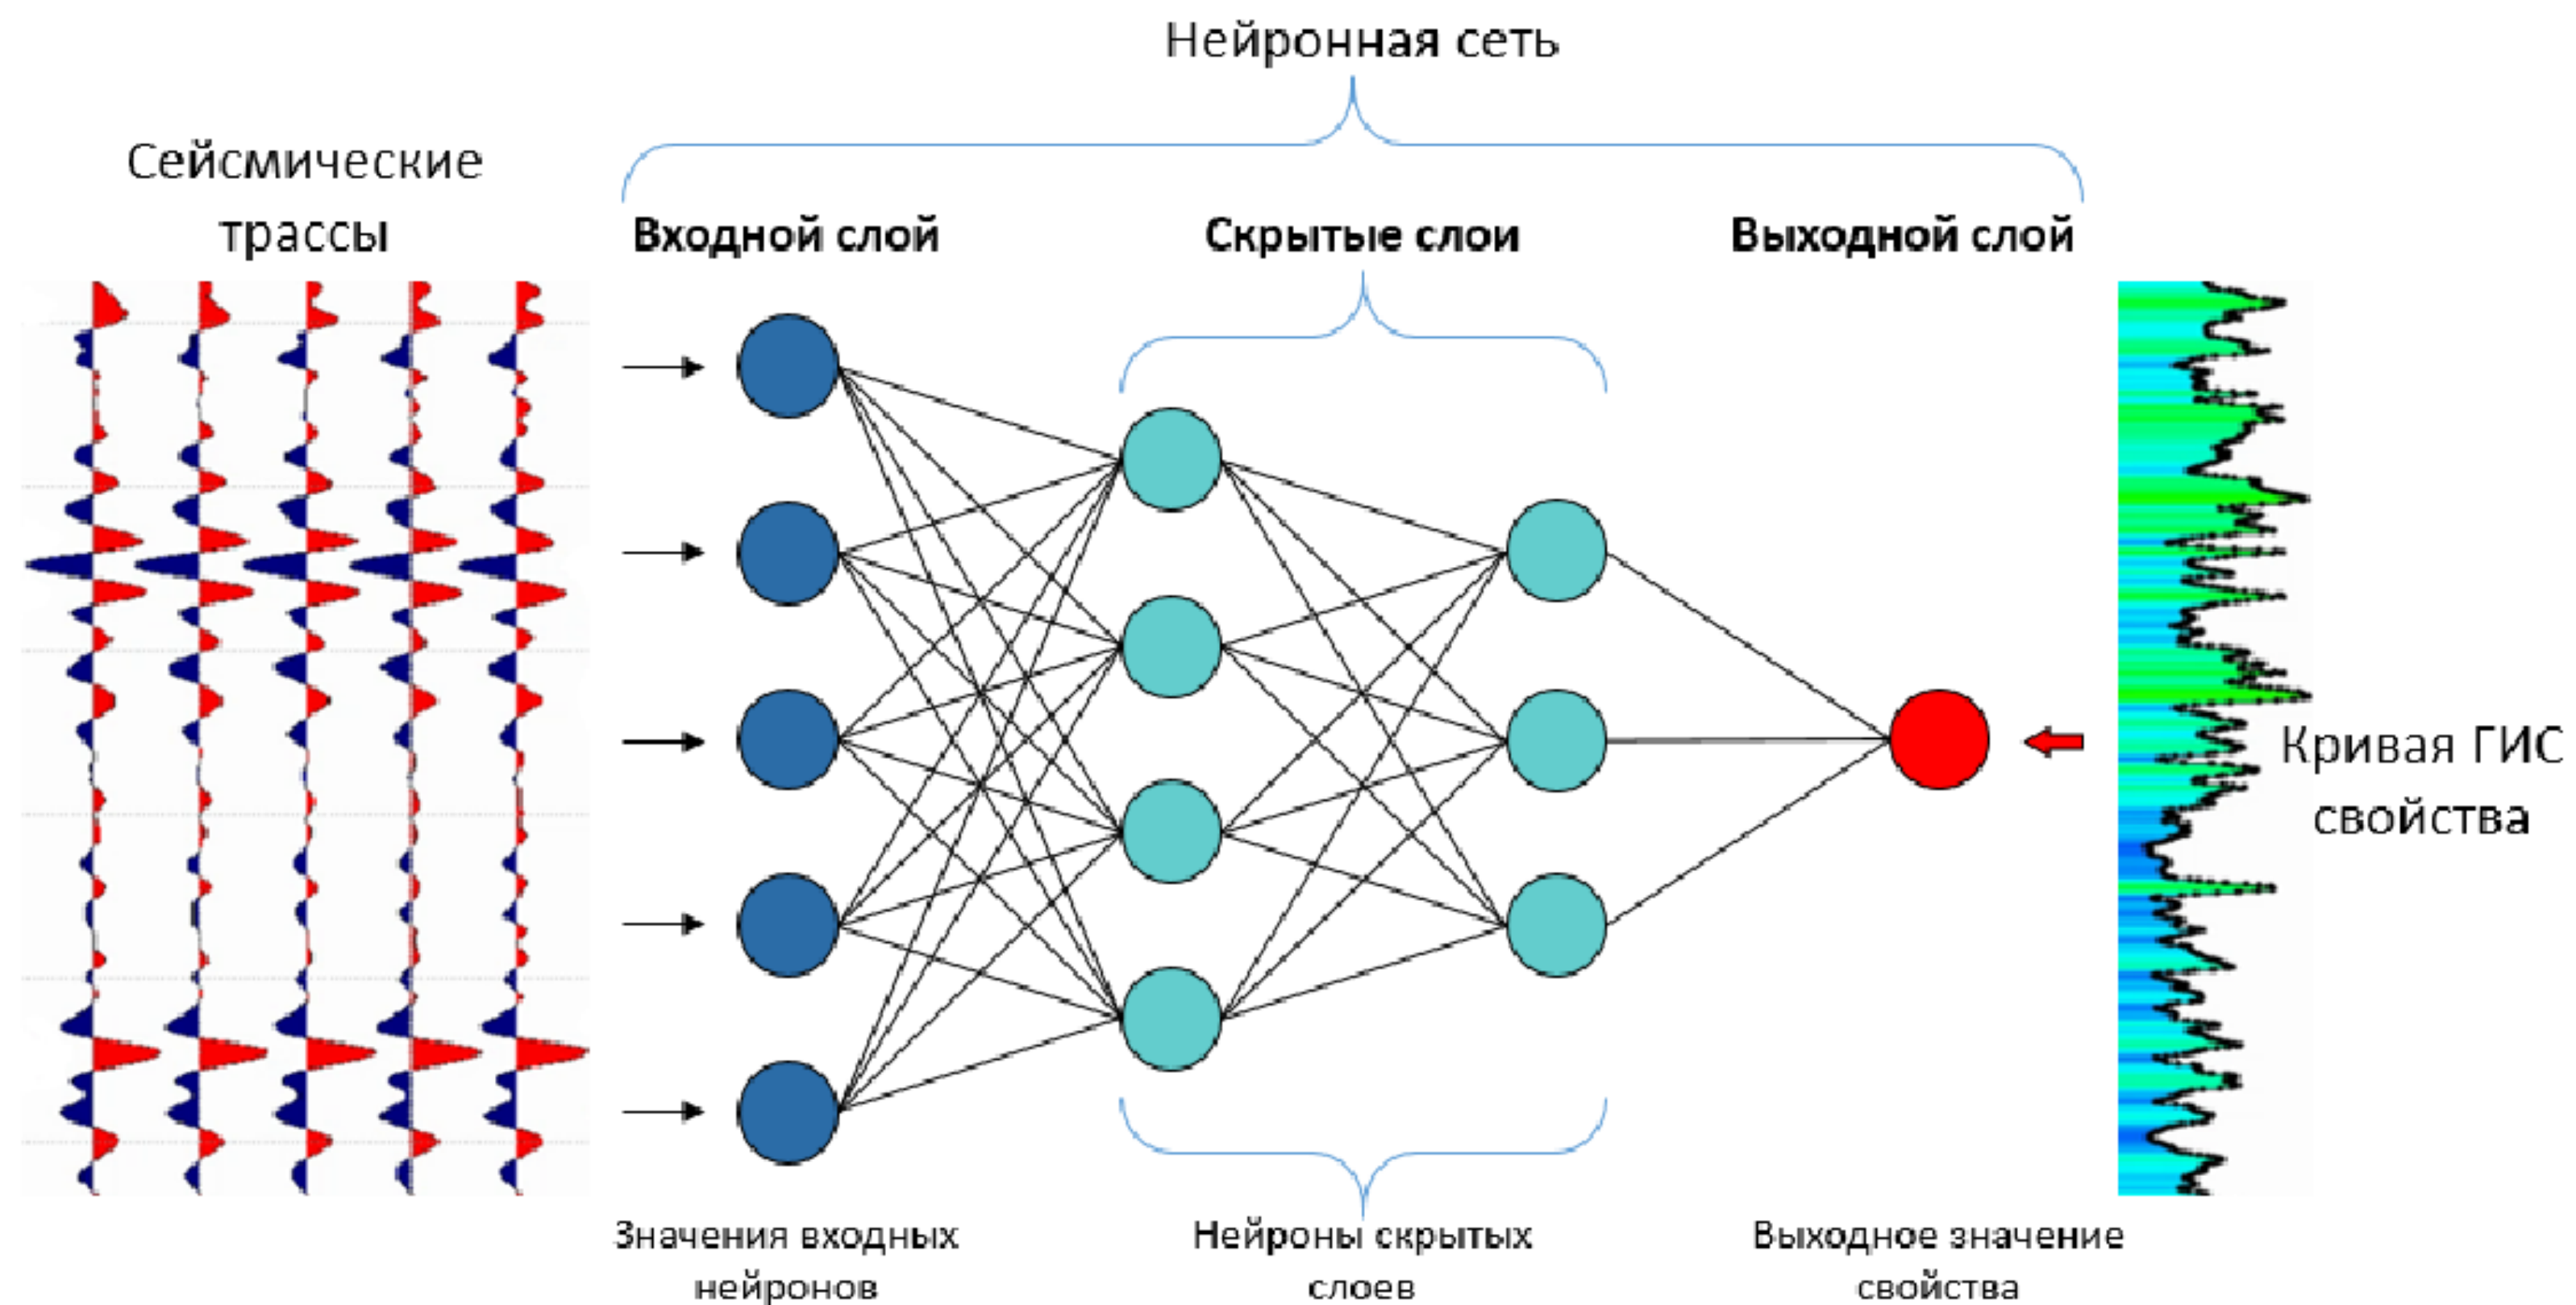 Нейронная сеть
Сейсмические
трассы
Входной слой
Скрытые слои
Выходной слой
Кривая ГИС
свойства
Значения входных
нейронов
Нейроны скрытых
слоев
Выходное значение
свойства